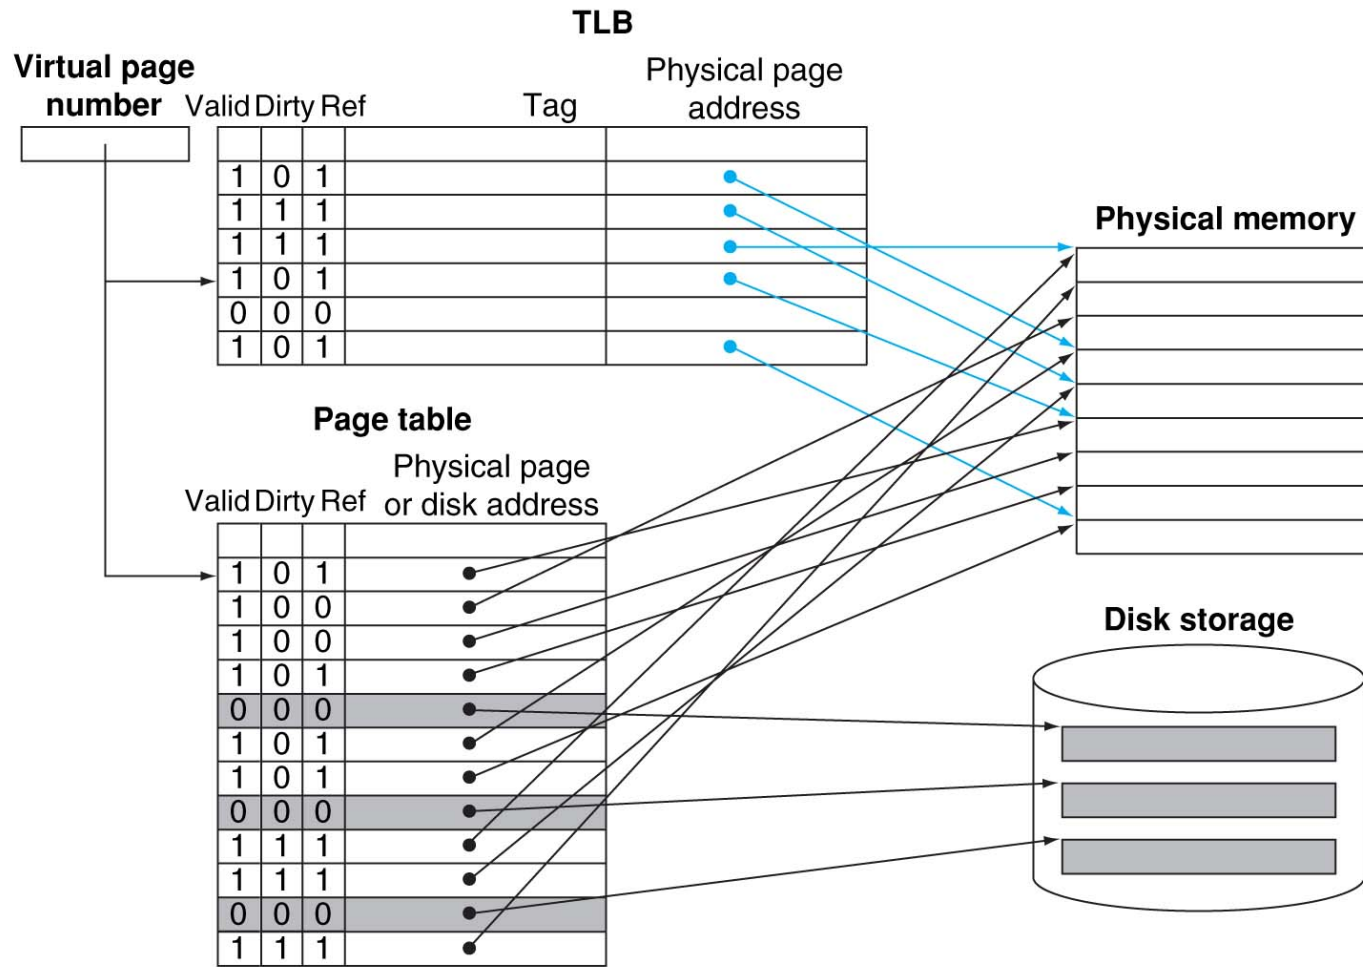 TLB
Virtual page
number
Valid Dirty Ref
Tag
Physical page
address
1 0 1
1 1 1
1 1 1
1 0 1
0 0 0
1 0 1
Physical memory
Page table
Physical page
or disk address
Valid Dirty Ref
1 0 1
1 0 0
1 0 0
1 0 1
0 0 0
1 0 1
1 0 1
0 0 0
1 1 1
1 1 1
0 0 0
1 1 1
Disk storage